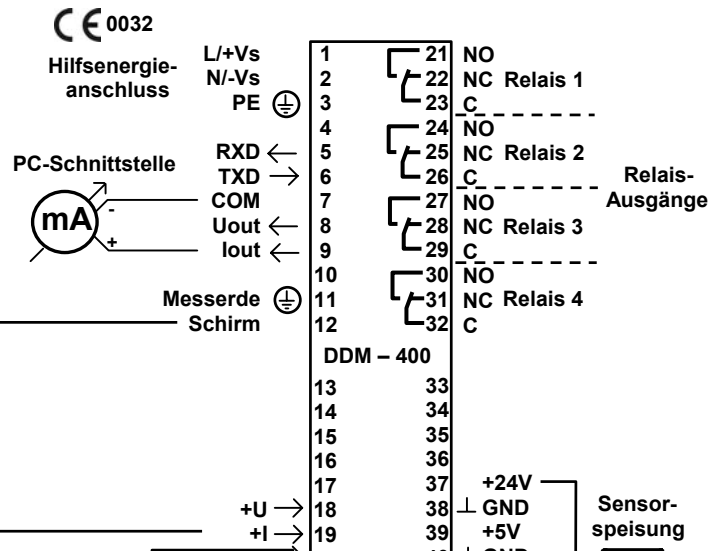 CE 0032
Hilfsenergie-
anschluss
L/+Vs 1 21 NO
N/-Vs 2 22 NC Relais 1
PE 3 23 C
4 24 NO
PC-Schnittstelle
RXD 5 25 NC Relais 2
TXD 6 26 C
Relais-
Ausgänge
mA
-
+
COM 7 27 NO
Uout 8 28 NC Relais 3
Iout 9 29 C
10 30 NO
Messerde 11 31 NC Relais 4
Schirm 12 32 C
DDM – 400
13 33
14 34
15 35
16 36
17 37 +24V
+U 18 38 GND
+I 19 39 +5V
Sensor-
speisung